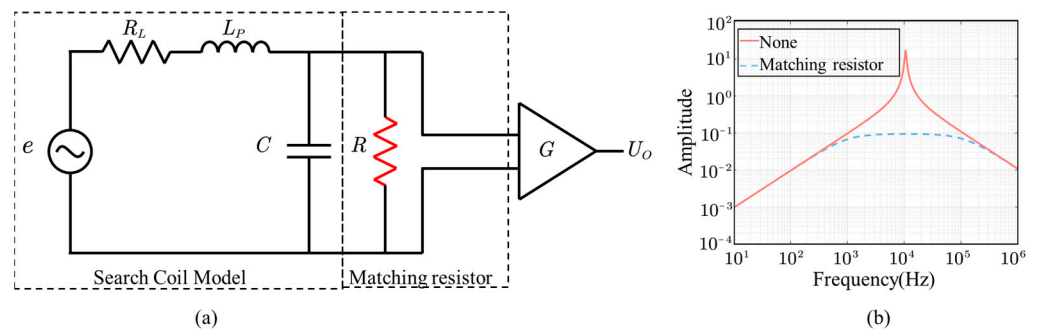 R_L
L_P
e
C
R
G
U_O
Search Coil Model
Matching resistor
(a)
10^2
10^1
10^0
10^-1
10^-2
10^-3
10^-4
Amplitude
None
Matching resistor
10^1 10^2 10^3 10^4 10^5 10^6
Frequency(Hz)
(b)